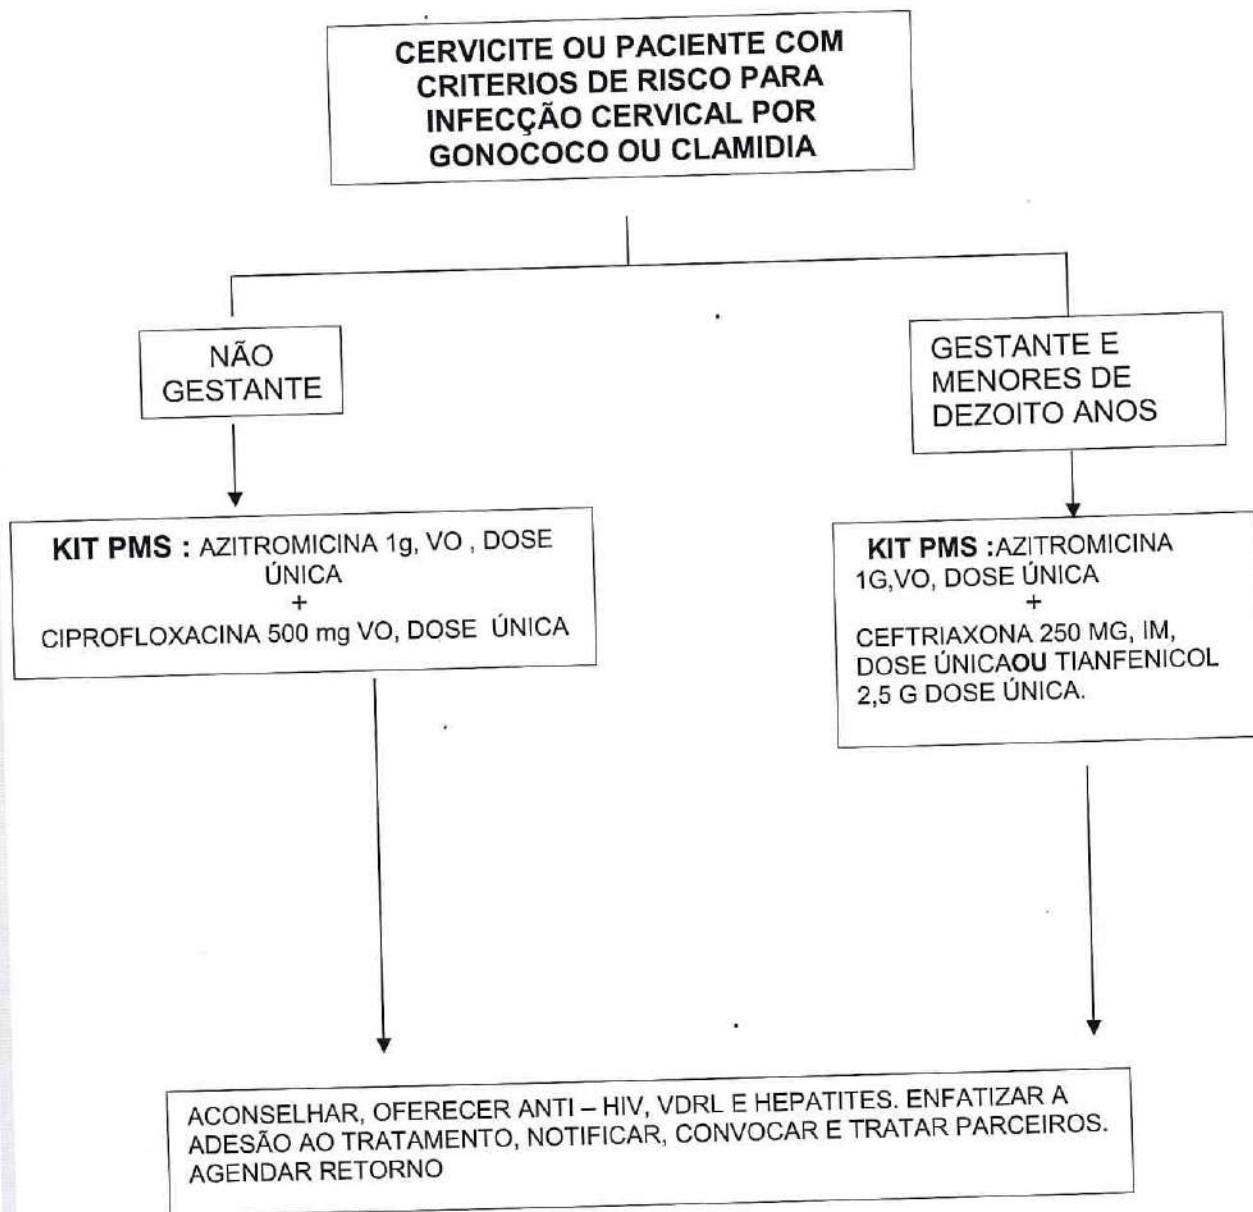 CERVICITE OU PACIENTE COM
CRITERIOS DE RISCO PARA
INFECÇÃO CERVICAL POR
GONOCOCO OU CLAMIDIA
NÃO
GESTANTE
GESTANTE E
MENORES DE
DEZOITO ANOS
KIT PMS : AZITROMICINA 1g, VO , DOSE
ÚNICA
+
CIPROFLOXACINA 500 mg VO, DOSE ÚNICA
KIT PMS :AZITROMICINA
1G,VO, DOSE ÚNICA
+
CEFTRIAXONA 250 MG, IM,
DOSE ÚNICAOU TIANFENICOL
2,5 G DOSE ÚNICA.
ACONSELHAR, OFERECER ANTI – HIV, VDRL E HEPATITES. ENFATIZAR A
ADESÃO AO TRATAMENTO, NOTIFICAR, CONVOCAR E TRATAR PARCEIROS.
AGENDAR RETORNO